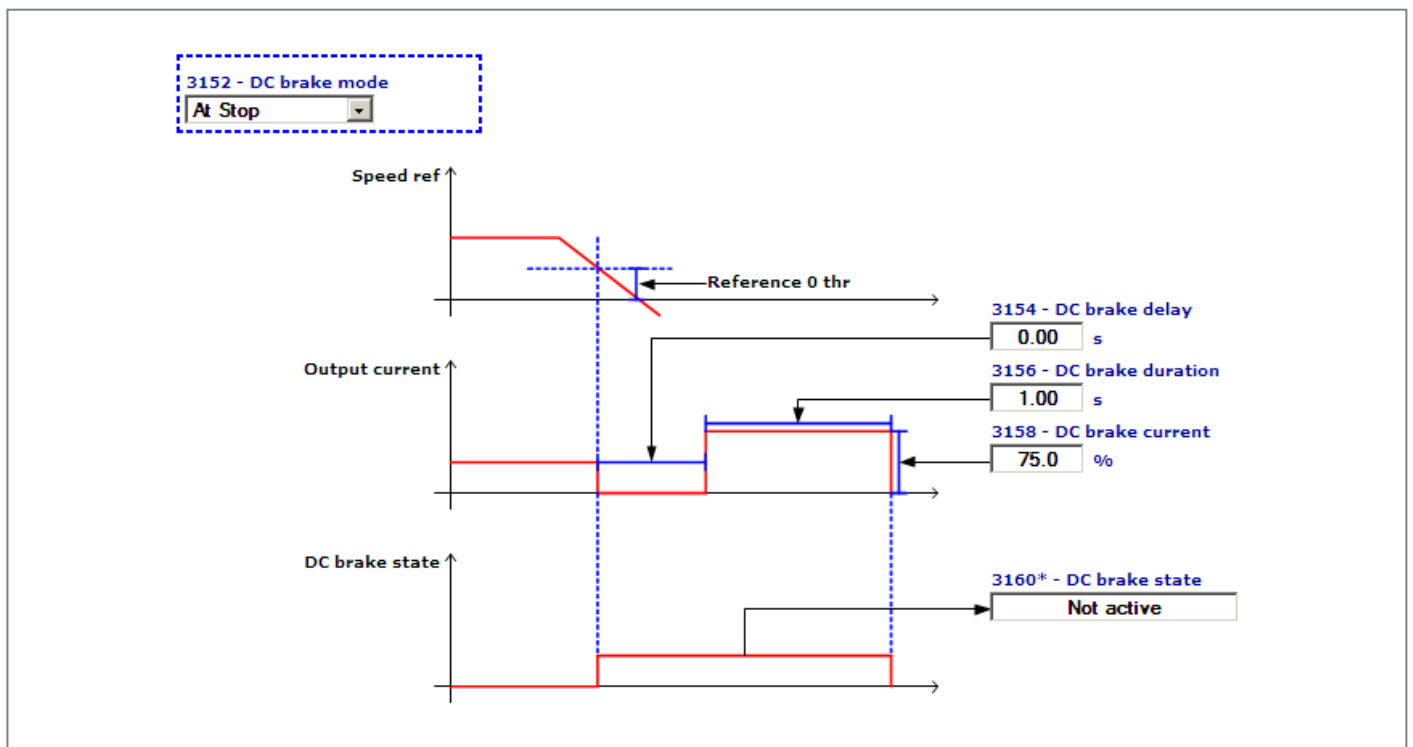 3152 - DC brake mode
At Stop
Speed ref
Reference 0 thr
3154 - DC brake delay
0.00 s
Output current
3156 - DC brake duration
1.00 s
3158 - DC brake current
75.0 %
DC brake state
3160* - DC brake state
Not active